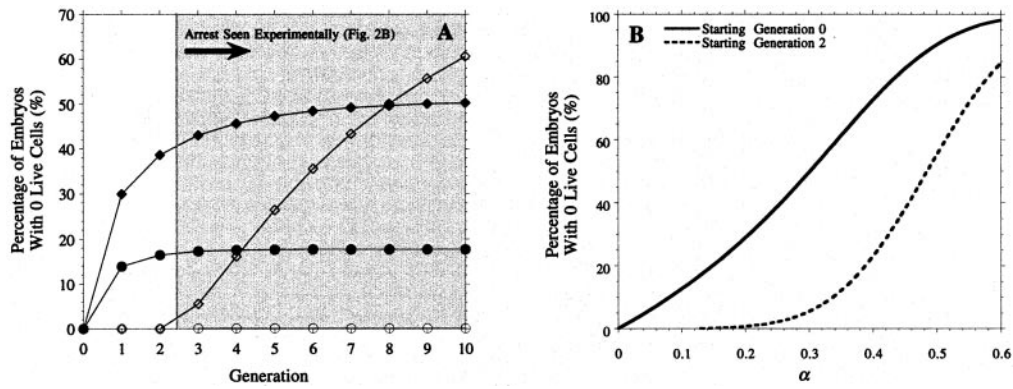 70
60
50
40
30
20
10
0
Percentage of Embryos
With 0 Live Cells (%)
Arrest Seen Experimentally (Fig. 2B)
A
0 1 2 3 4 5 6 7 8 9 10
Generation
100
80
60
40
20
0
Percentage of Embryos
With 0 Live Cells (%)
B
Starting Generation 0
Starting Generation 2
0 0.1 0.2 0.3 0.4 0.5 0.6
α